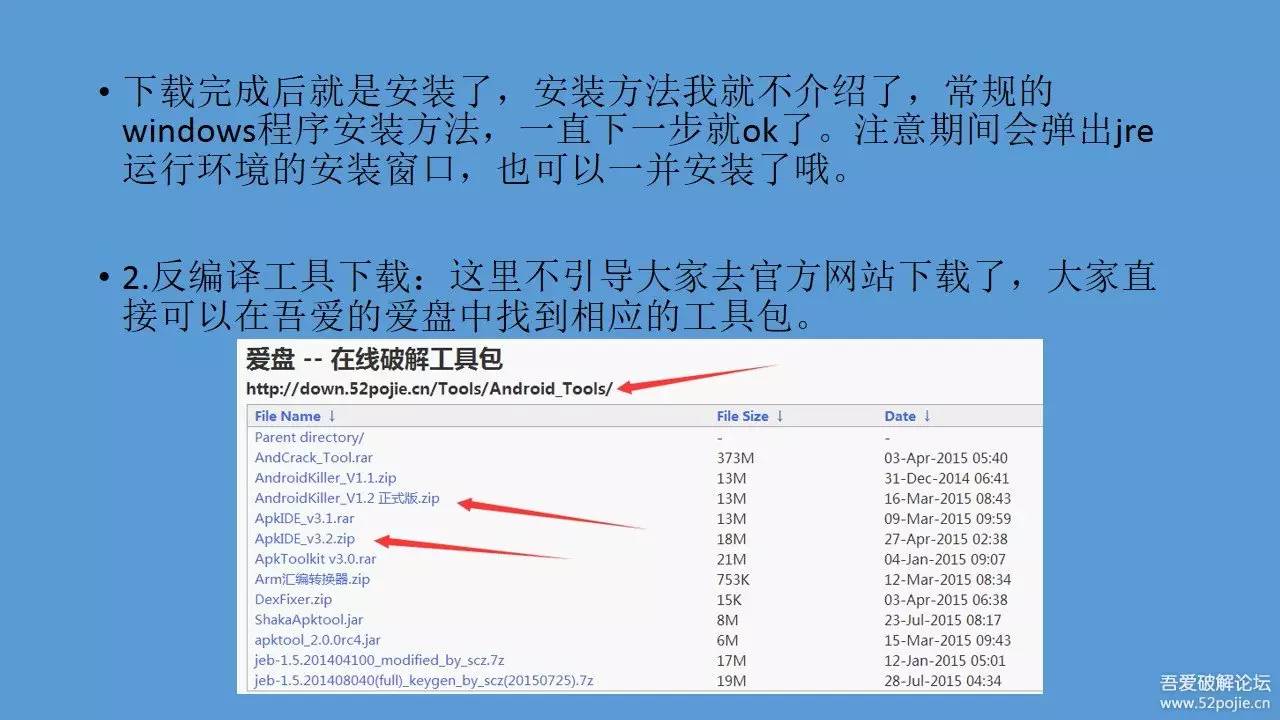 • 下载完成后就是安装了，安装方法我就不介绍了，常规的
windows程序安装方法，一直下一步就ok了。注意期间会弹出jre
运行环境的安装窗口，也可以一并安装了哦。
• 2.反编译工具下载：这里不引导大家去官方网站下载了，大家直
接可以在吾爱的爱盘中找到相应的工具包。
爱盘 -- 在线破解工具包
http://down.52pojie.cn/Tools/Android_Tools/
File Name ↓ File Size ↓ Date ↓
Parent directory/ - -
AndCrack_Tool.rar 373M 03-Apr-2015 05:40
AndroidKiller_V1.1.zip 13M 31-Dec-2014 06:41
AndroidKiller_V1.2 正式版.zip 13M 16-Mar-2015 08:43
ApkIDE_v3.1.rar 13M 09-Mar-2015 09:59
ApkIDE_v3.2.zip 18M 27-Apr-2015 02:38
ApkToolkit v3.0.rar 21M 04-Jan-2015 09:07
Arm汇编转换器.zip 753K 12-Mar-2015 08:34
DexFixer.zip 15K 03-Apr-2015 06:38
ShakaApktool.jar 8M 23-Jul-2015 08:17
apktool_2.0.0rc4.jar 6M 15-Mar-2015 09:43
jeb-1.5.201404100_modified_by_scz.7z 17M 12-Jan-2015 05:01
jeb-1.5.201408040(full)_keygen_by_scz(20150725).7z 19M 28-Jul-2015 04:34
吾爱破解论坛
www.52pojie.cn